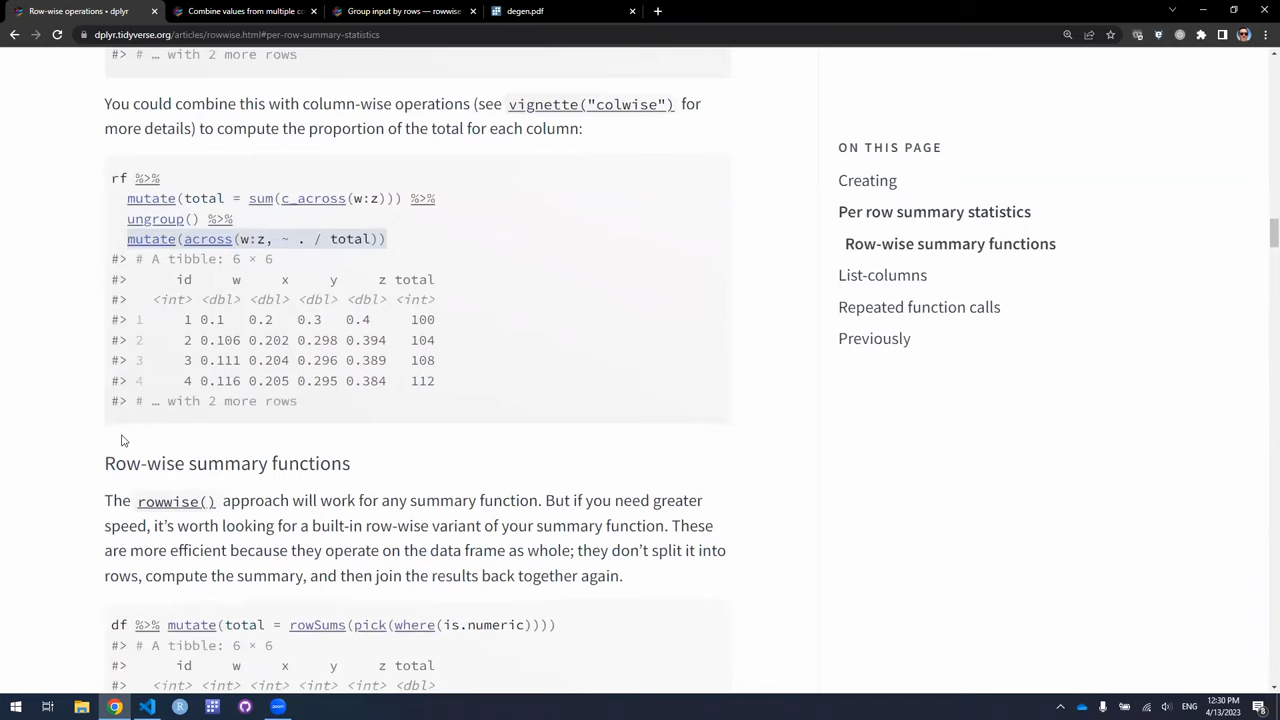 Row-wise operations • dplyr
Combine values from multiple co
Group input by rows — rowwise
degen.pdf
dplyr.tidyverse.org/articles/rowwise.html#per-row-summary-statistics
#> # … with 2 more rows
You could combine this with column-wise operations (see vignette("colwise") for
more details) to compute the proportion of the total for each column:
rf %>%
mutate(total = sum(c_across(w:z))) %>%
ungroup() %>%
mutate(across(w:z, ~ . / total))
#> # A tibble: 6 × 6
#> id w x y z total
#> <int> <dbl> <dbl> <dbl> <dbl> <int>
#> 1 1 0.1 0.2 0.3 0.4 100
#> 2 2 0.106 0.202 0.298 0.394 104
#> 3 3 0.111 0.204 0.296 0.389 108
#> 4 4 0.116 0.205 0.295 0.384 112
#> # … with 2 more rows
Row-wise summary functions
The rowwise() approach will work for any summary function. But if you need greater
speed, it’s worth looking for a built-in row-wise variant of your summary function. These
are more efficient because they operate on the data frame as whole; they don’t split it into
rows, compute the summary, and then join the results back together again.
df %>% mutate(total = rowSums(pick(where(is.numeric))))
#> # A tibble: 6 × 6
#> id w x y z total
#> <int> <int> <int> <int> <int> <dbl>
ON THIS PAGE
Creating
Per row summary statistics
Row-wise summary functions
List-columns
Repeated function calls
Previously
ENG
12:30 PM
4/13/2023